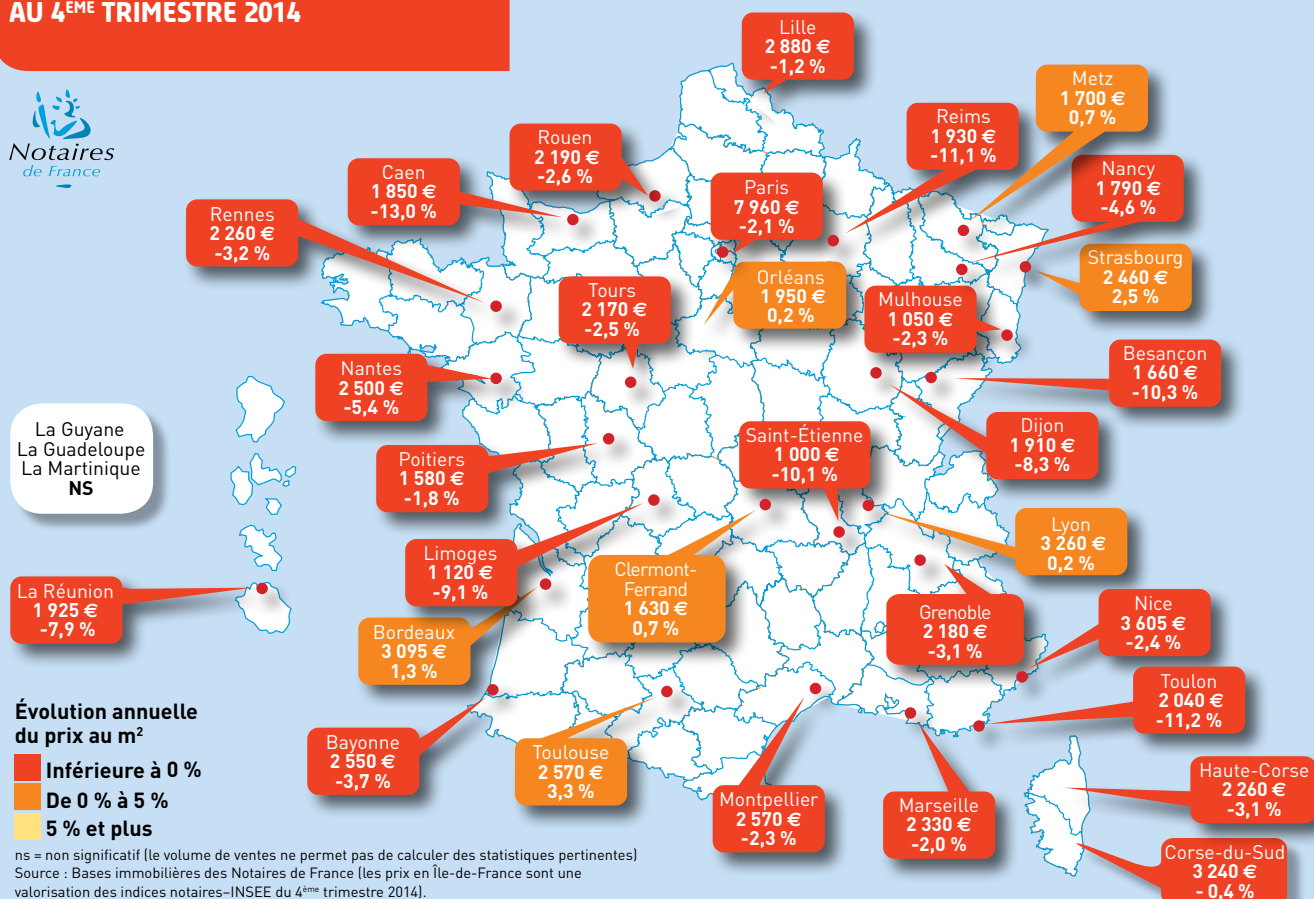 AU 4ÈME TRIMESTRE 2014
Notaires
de France
Lille
2 880 €
-1,2 %
Metz
1 700 €
0,7 %
Reims
1 930 €
-11,1 %
Rouen
2 190 €
-2,6 %
Nancy
1 790 €
-4,6 %
Caen
1 850 €
-13,0 %
Paris
7 960 €
-2,1 %
Rennes
2 260 €
-3,2 %
Strasbourg
2 460 €
2,5 %
Orléans
1 950 €
0,2 %
Tours
2 170 €
-2,5 %
Mulhouse
1 050 €
-2,3 %
Besançon
1 660 €
-10,3 %
Nantes
2 500 €
-5,4 %
Dijon
1 910 €
-8,3 %
La Guyane
La Guadeloupe
La Martinique
NS
Saint-Étienne
1 000 €
-10,1 %
Poitiers
1 580 €
-1,8 %
Lyon
3 260 €
0,2 %
Limoges
1 120 €
-9,1 %
Clermont-
Ferrand
1 630 €
0,7 %
La Réunion
1 925 €
-7,9 %
Grenoble
2 180 €
-3,1 %
Nice
3 605 €
-2,4 %
Bordeaux
3 095 €
1,3 %
Toulon
2 040 €
-11,2 %
Bayonne
2 550 €
-3,7 %
Toulouse
2 570 €
3,3 %
Montpellier
2 570 €
-2,3 %
Marseille
2 330 €
-2,0 %
Haute-Corse
2 260 €
-3,1 %
Corse-du-Sud
3 240 €
- 0,4 %
Évolution annuelle
du prix au m²
Inférieure à 0 %
De 0 % à 5 %
5 % et plus
ns = non significatif (le volume de ventes ne permet pas de calculer des statistiques pertinentes)
Source : Bases immobilières des Notaires de France (les prix en Île-de-France sont une
valorisation des indices notaires–INSEE du 4ème trimestre 2014).